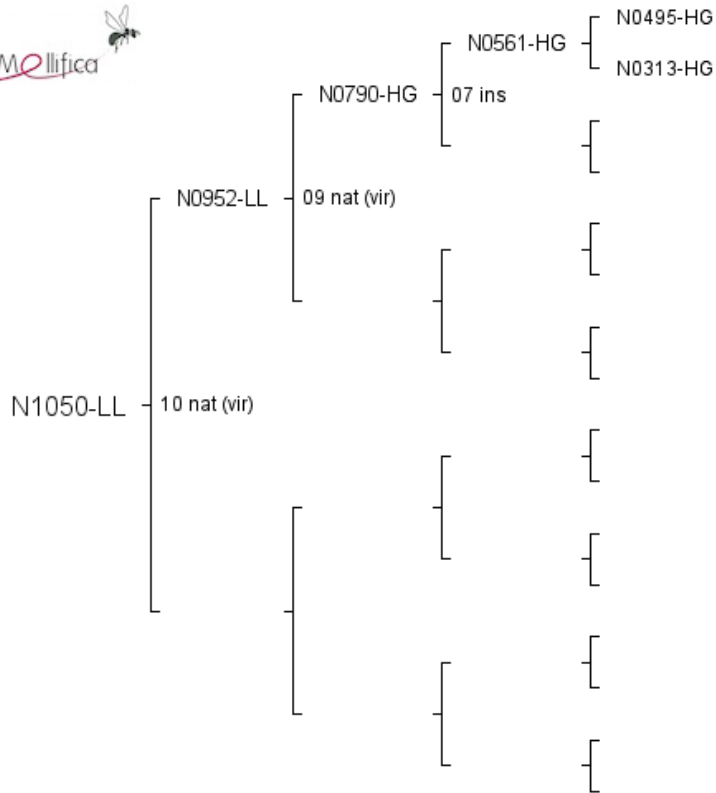 Mellifica
N0495-HG
N0561-HG
N0313-HG
N0790-HG 07 ins
N0952-LL 09 nat (vir)
N1050-LL 10 nat (vir)